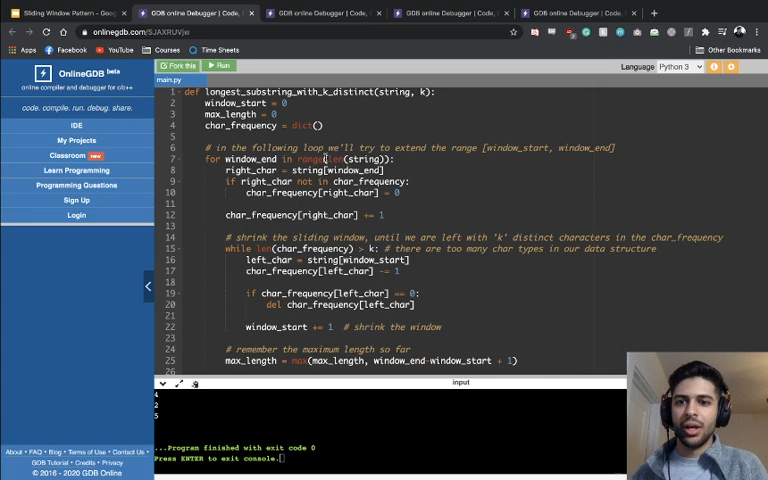 Sliding Window Pattern - Goo
GDB online Debugger | Code, 
GDB online Debugger | Code,
GDB online Debugger | Code,
GDB online Debugger | Code,
onlinegdb.com/SJAXRUVjw
Apps
Facebook
YouTube
Courses
Time Sheets
Other Bookmarks
OnlineGDB beta
online compiler and debugger for c/c++
code. compile. run. debug. share.
IDE
My Projects
Classroom new
Learn Programming
Programming Questions
Sign Up
Login
About • FAQ • Blog • Terms of Use • Contact Us •
GDB Tutorial • Credits • Privacy
© 2016 - 2020 GDB Online
Fork this
Run
Language Python 3
main.py
1 def longest_substring_with_k_distinct(string, k):
2 window_start = 0
3 max_length = 0
4 char_frequency = dict()
5
6 # in the following loop we'll try to extend the range [window_start, window_end]
7 for window_end in range(len(string)):
8 right_char = string[window_end]
9 if right_char not in char_frequency:
10 char_frequency[right_char] = 0
11
12 char_frequency[right_char] += 1
13
14 # shrink the sliding window, until we are left with 'k' distinct characters in the char_frequency
15 while len(char_frequency) > k: # there are too many char types in our data structure
16 left_char = string[window_start]
17 char_frequency[left_char] -= 1
18
19 if char_frequency[left_char] == 0:
20 del char_frequency[left_char]
21
22 window_start += 1 # shrink the window
23
24 # remember the maximum length so far
25 max_length = max(max_length, window_end-window_start + 1)
26
input
4
2
5
...Program finished with exit code 0
Press ENTER to exit console.